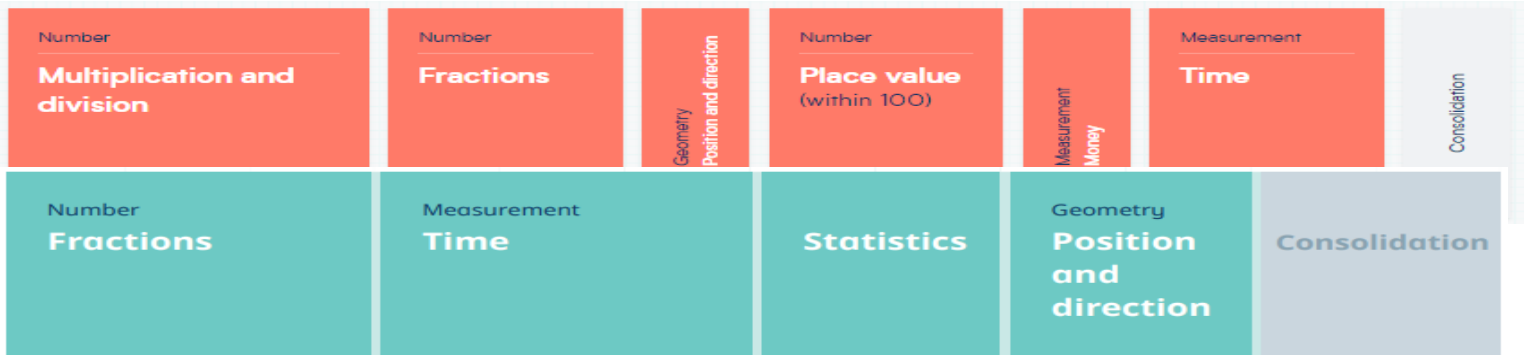 Number
Multiplication and
division
Number
Fractions
Geometry
Position and direction
Number
Place value
(within 100)
Measurement
Money
Measurement
Time
Consolidation
Number
Fractions
Measurement
Time
Statistics
Geometry
Position
and
direction
Consolidation